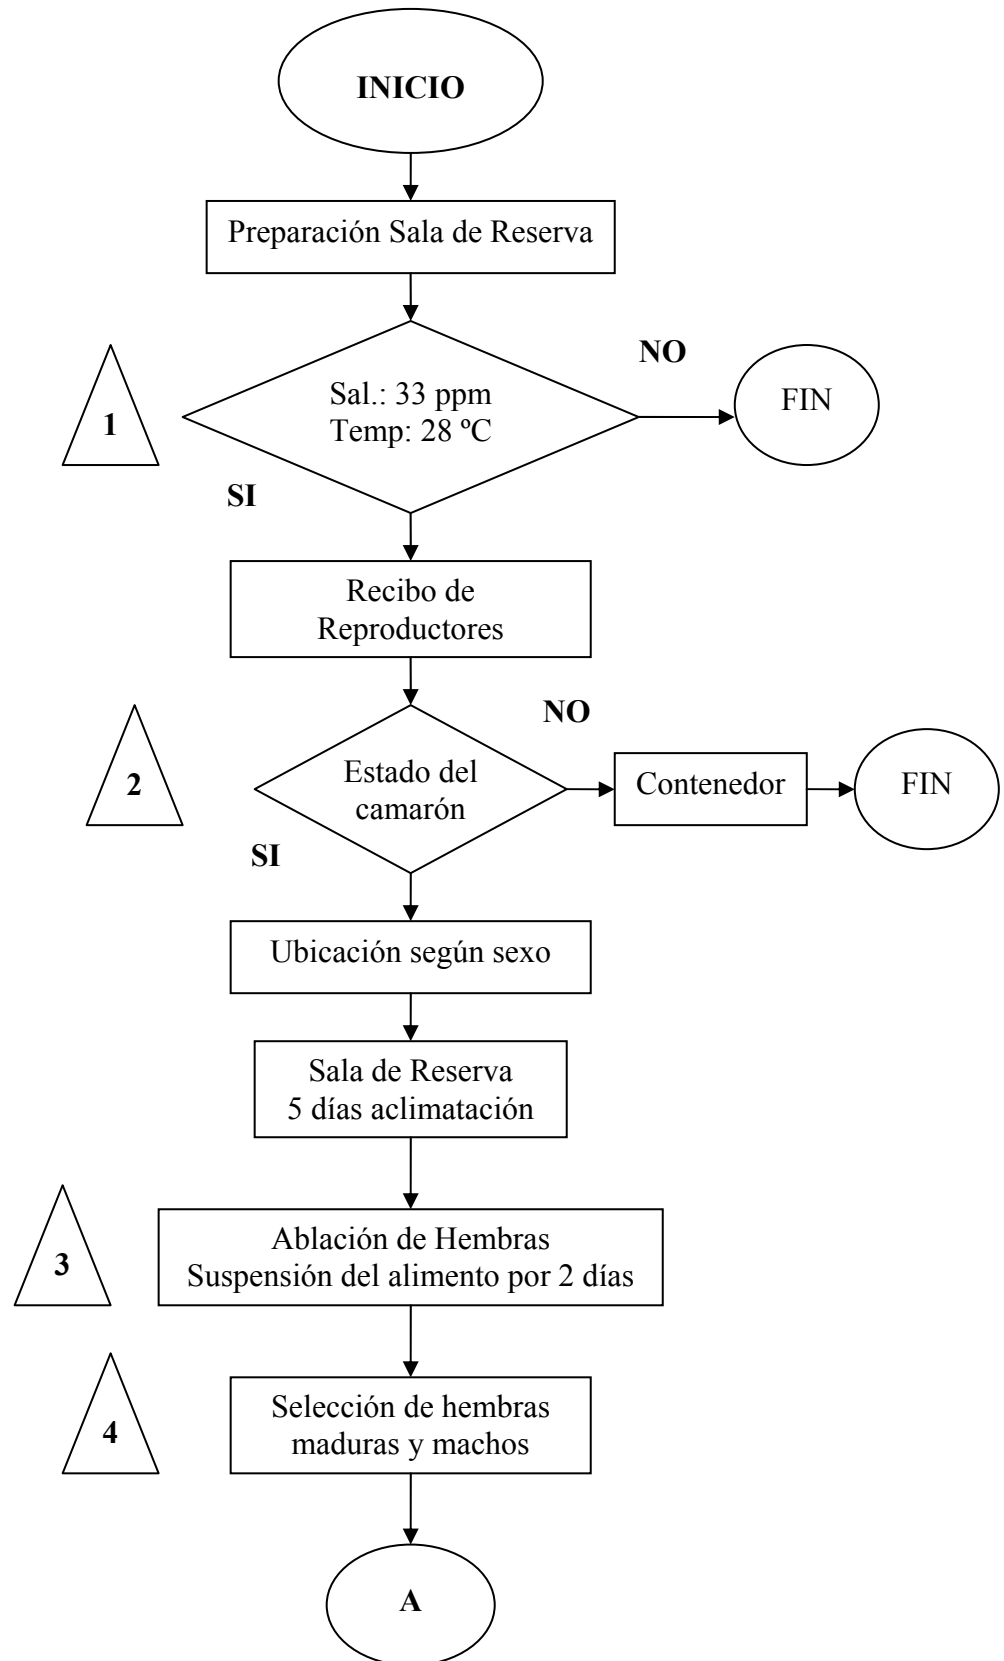 INICIO
Preparación Sala de Reserva
NO
Sal.: 33 ppm
Temp: 28 ºC
FIN
1
SI
Recibo de
Reproductores
NO
2
Estado del
camarón
Contenedor
FIN
SI
Ubicación según sexo
Sala de Reserva
5 días aclimatación
3
Ablación de Hembras
Suspensión del alimento por 2 días
4
Selección de hembras
maduras y machos
A